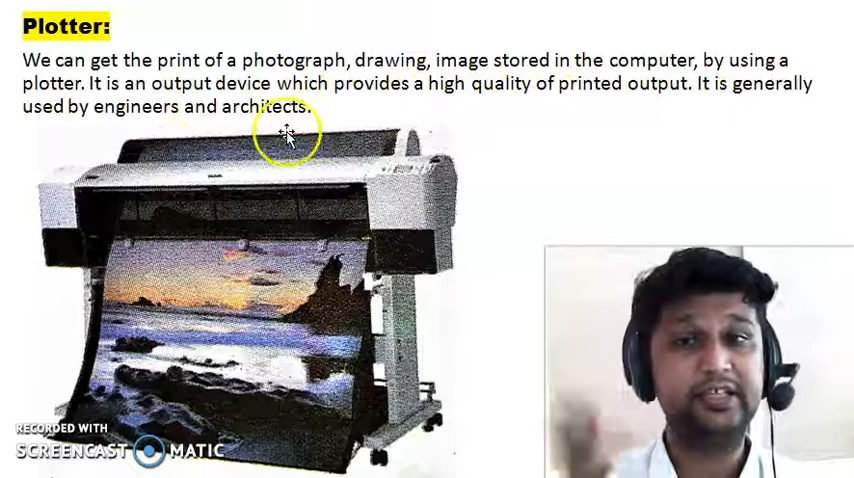 Plotter:
We can get the print of a photograph, drawing, image stored in the computer, by using a
plotter. It is an output device which provides a high quality of printed output. It is generally
used by engineers and architects.
RECORDED WITH
SCREENCAST MATIC